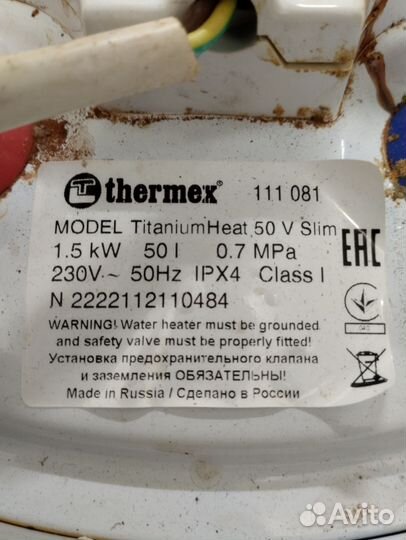 thermex® 111 081
MODEL TitaniumHeat 50 V Slim
1.5 kW 50 l 0.7 MPa
230V~ 50Hz IPX4 Class I
N 2222112110484
EAC
WARNING! Water heater must be grounded
and safety valve must be properly fitted!
Установка предохранительного клапана
и заземления ОБЯЗАТЕЛЬНЫ!
Made in Russia / Сделано в России
Avito